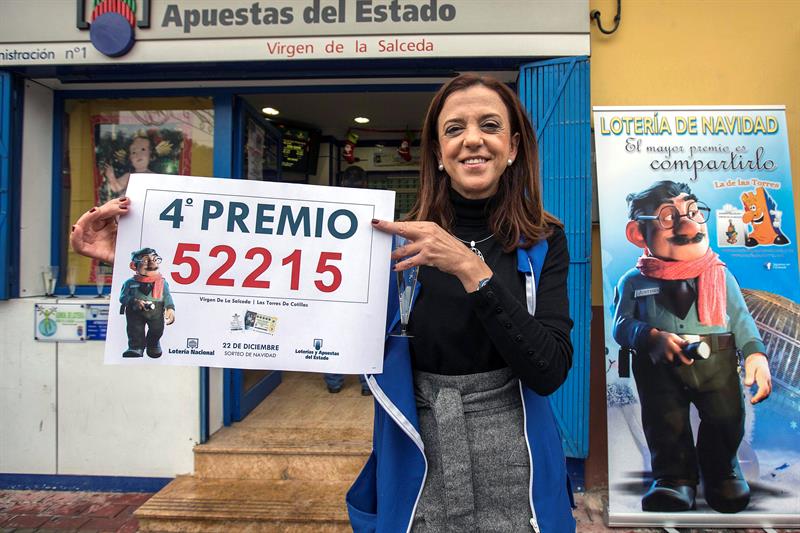 Apuestas del Estado
ministración nº1
Virgen de la Salceda
4º PREMIO
52215
Virgen De La Salceda | Las Torres De Cotillas
Lotería Nacional
22 DE DICIEMBRE
SORTEO DE NAVIDAD
Loterías y Apuestas
del Estado
LOTERÍA DE NAVIDAD
El mayor premio es
compartirlo
La de las Torres